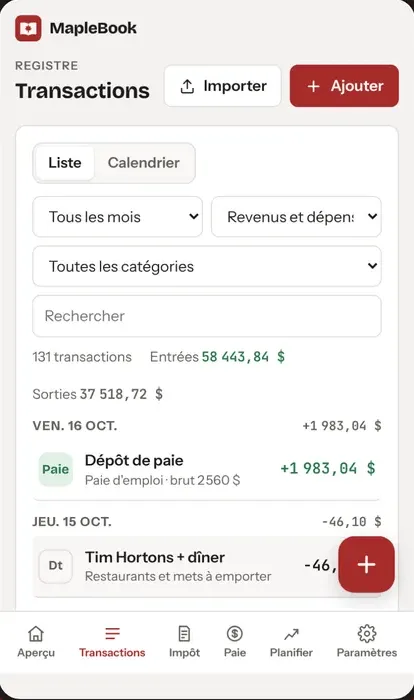 MapleBook
REGISTRE
Transactions
Importer
+ Ajouter
Liste
Calendrier
Tous les mois
Revenus et dépens
Toutes les catégories
Rechercher
131 transactions Entrées 58 443,84 $
Sorties 37 518,72 $
VEN. 16 OCT. +1 983,04 $
Paie
Dépôt de paie
+1 983,04 $
Paie d'emploi · brut 2560 $
JEU. 15 OCT. -46,10 $
Dt
Tim Hortons + dîner
-46,
Restaurants et mets à emporter
+
Aperçu
Transactions
Impôt
Paie
Planifier
Paramètres